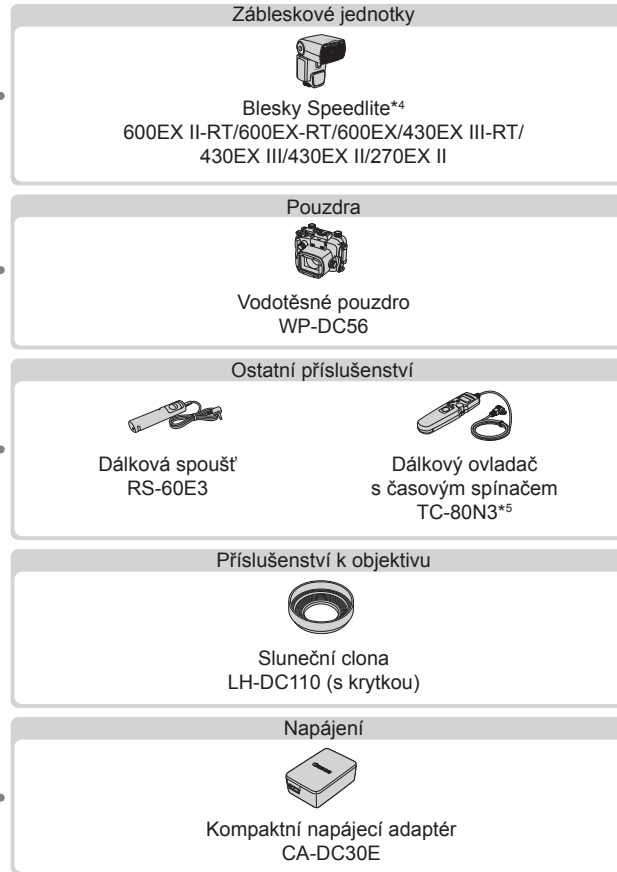 Zábleskové jednotky
Blesky Speedlite*4
600EX II-RT/600EX-RT/600EX/430EX III-RT/
430EX III/430EX II/270EX II
Pouzdra
Vodotěsné pouzdro
WP-DC56
Ostatní příslušenství
Dálková spoušť
RS-60E3
Dálkový ovladač
s časovým spínačem
TC-80N3*5
Příslušenství k objektivu
Sluneční clona
LH-DC110 (s krytkou)
Napájení
Canon
Kompaktní napájecí adaptér
CA-DC30E